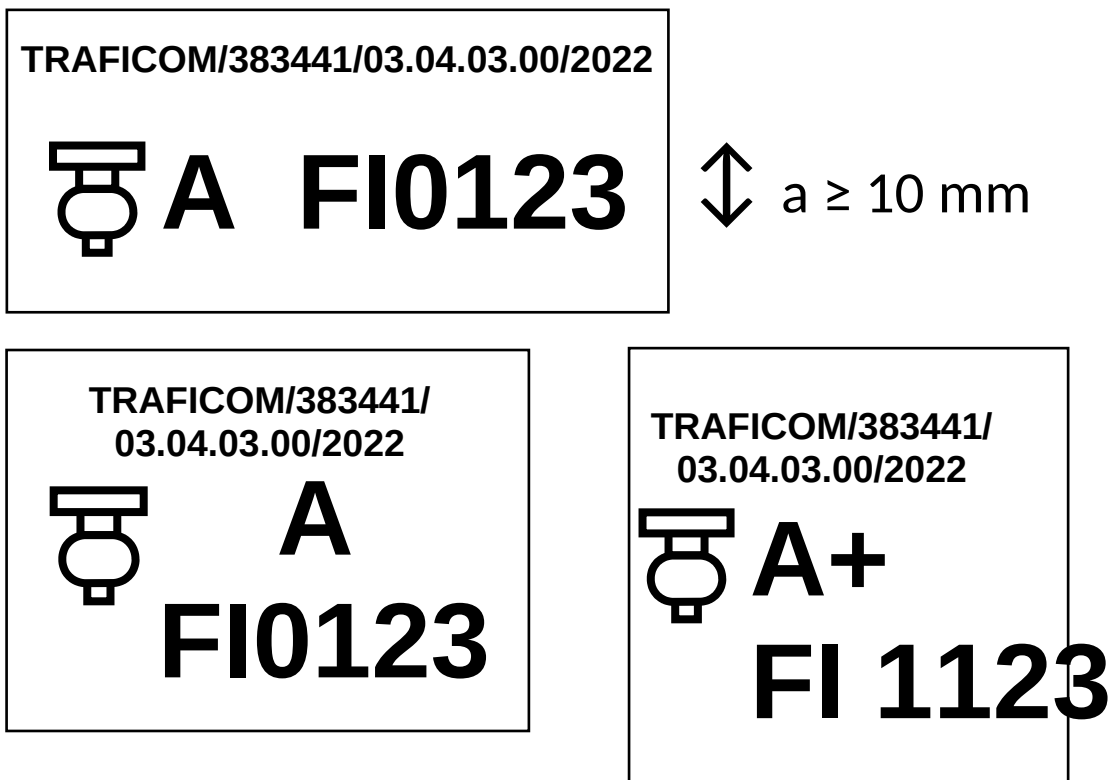 TRAFICOM/383441/03.04.03.00/2022
A FI0123
a ≥ 10 mm
TRAFICOM/383441/
03.04.03.00/2022
A
FI0123
TRAFICOM/383441/
03.04.03.00/2022
A+
FI 1123